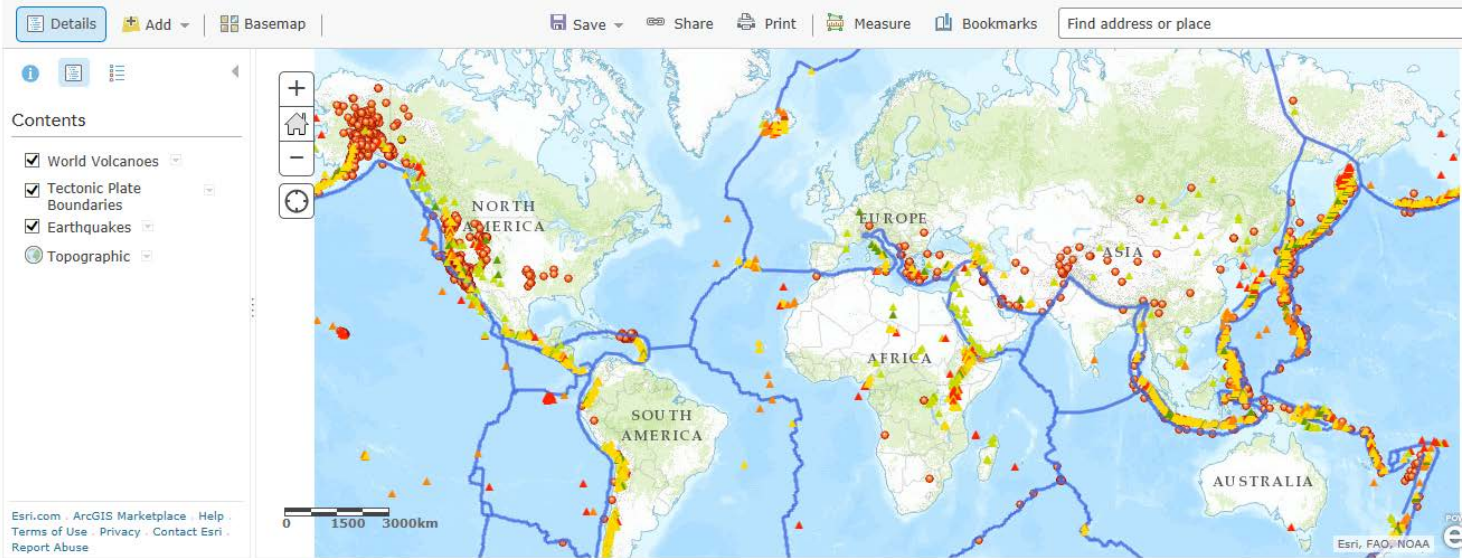 Details
Add
Basemap
Save
Share
Print
Measure
Bookmarks
Find address or place
Contents
World Volcanoes
Tectonic Plate
Boundaries
Earthquakes
Topographic
NORTH
AMERICA
EUROPE
ASIA
AFRICA
SOUTH
AMERICA
AUSTRALIA
0 1500 3000km
Esri.com . ArcGIS Marketplace . Help .
Terms of Use . Privacy . Contact Esri .
Report Abuse
Esri, FAO, NOAA